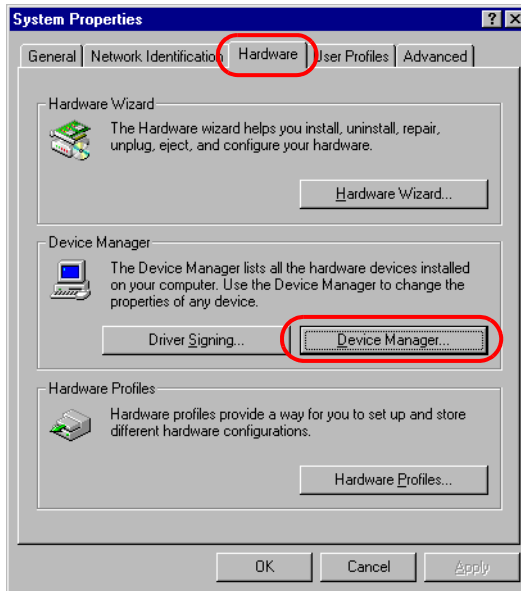 System Properties
General Network Identification Hardware User Profiles Advanced
Hardware Wizard
The Hardware wizard helps you install, uninstall, repair,
unplug, eject, and configure your hardware.
Hardware Wizard...
Device Manager
The Device Manager lists all the hardware devices installed
on your computer. Use the Device Manager to change the
properties of any device.
Driver Signing... Device Manager...
Hardware Profiles
Hardware profiles provide a way for you to set up and store
different hardware configurations.
Hardware Profiles...
OK Cancel Apply